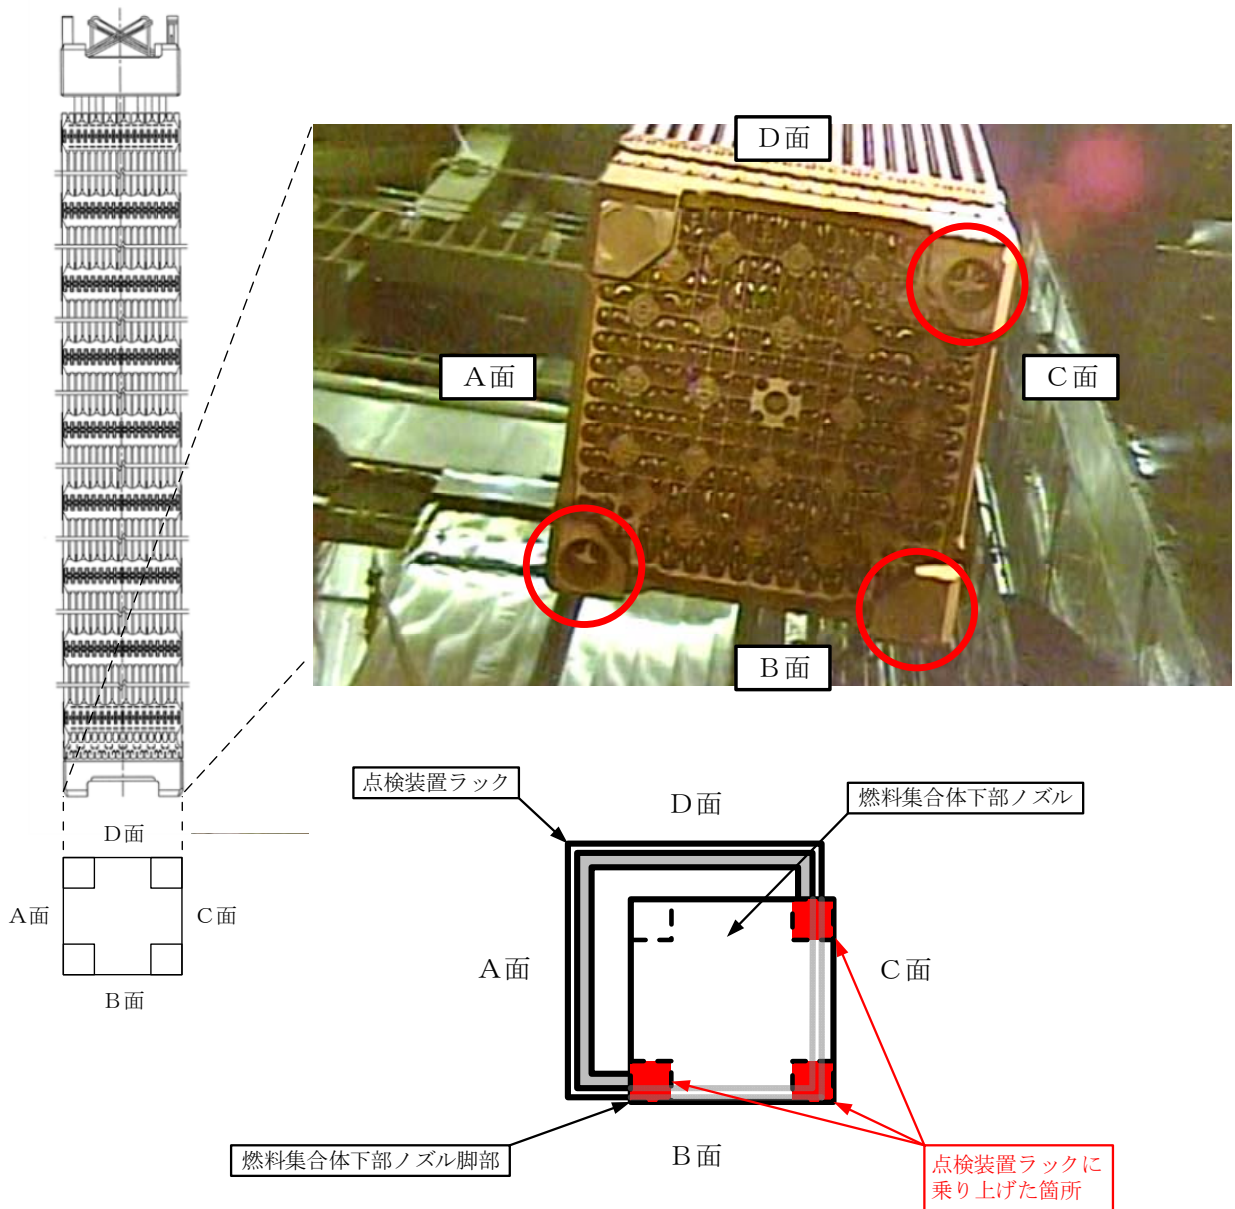 D面
A面
C面
B面
点検装置ラック
D面
燃料集合体下部ノズル
D面
A面
C面
A面
C面
B面
燃料集合体下部ノズル脚部
B面
点検装置ラックに
乗り上げた箇所